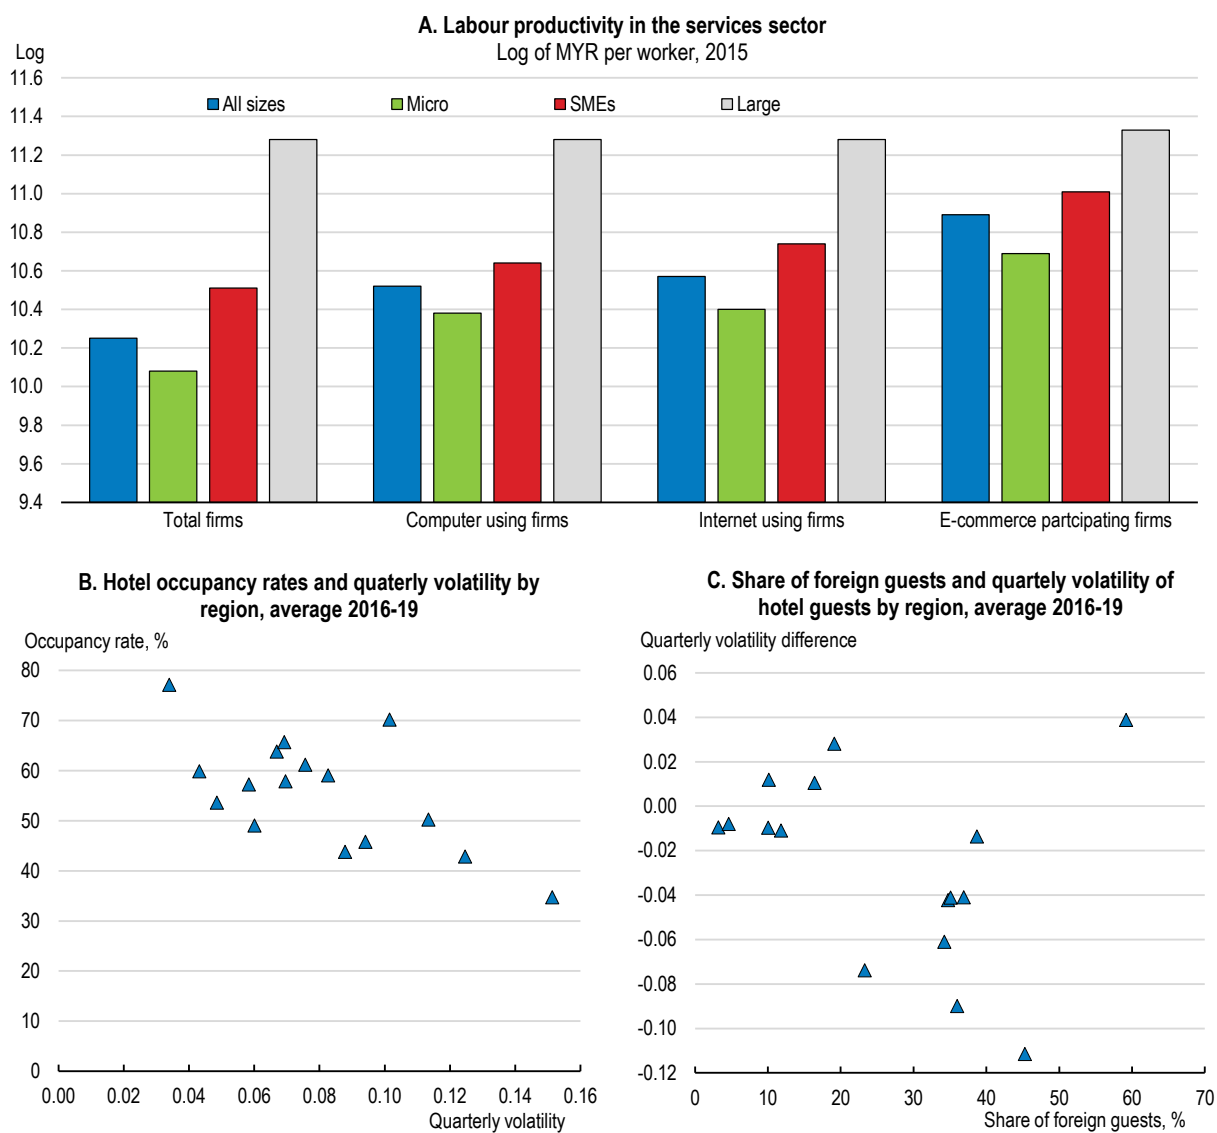 A. Labour productivity in the services sector
Log of MYR per worker, 2015
Log
11.6
11.4
11.2
11.0
10.8
10.6
10.4
10.2
10.0
9.8
9.6
9.4
All sizes Micro SMEs Large
Total firms Computer using firms Internet using firms E-commerce partcipating firms
B. Hotel occupancy rates and quaterly volatility by
region, average 2016-19
Occupancy rate, %
80
70
60
50
40
30
20
10
0
0.00 0.02 0.04 0.06 0.08 0.10 0.12 0.14 0.16
Quarterly volatility
C. Share of foreign guests and quartely volatility of
hotel guests by region, average 2016-19
Quarterly volatility difference
0.06
0.04
0.02
0.00
-0.02
-0.04
-0.06
-0.08
-0.10
-0.12
0 10 20 30 40 50 60 70
Share of foreign guests, %